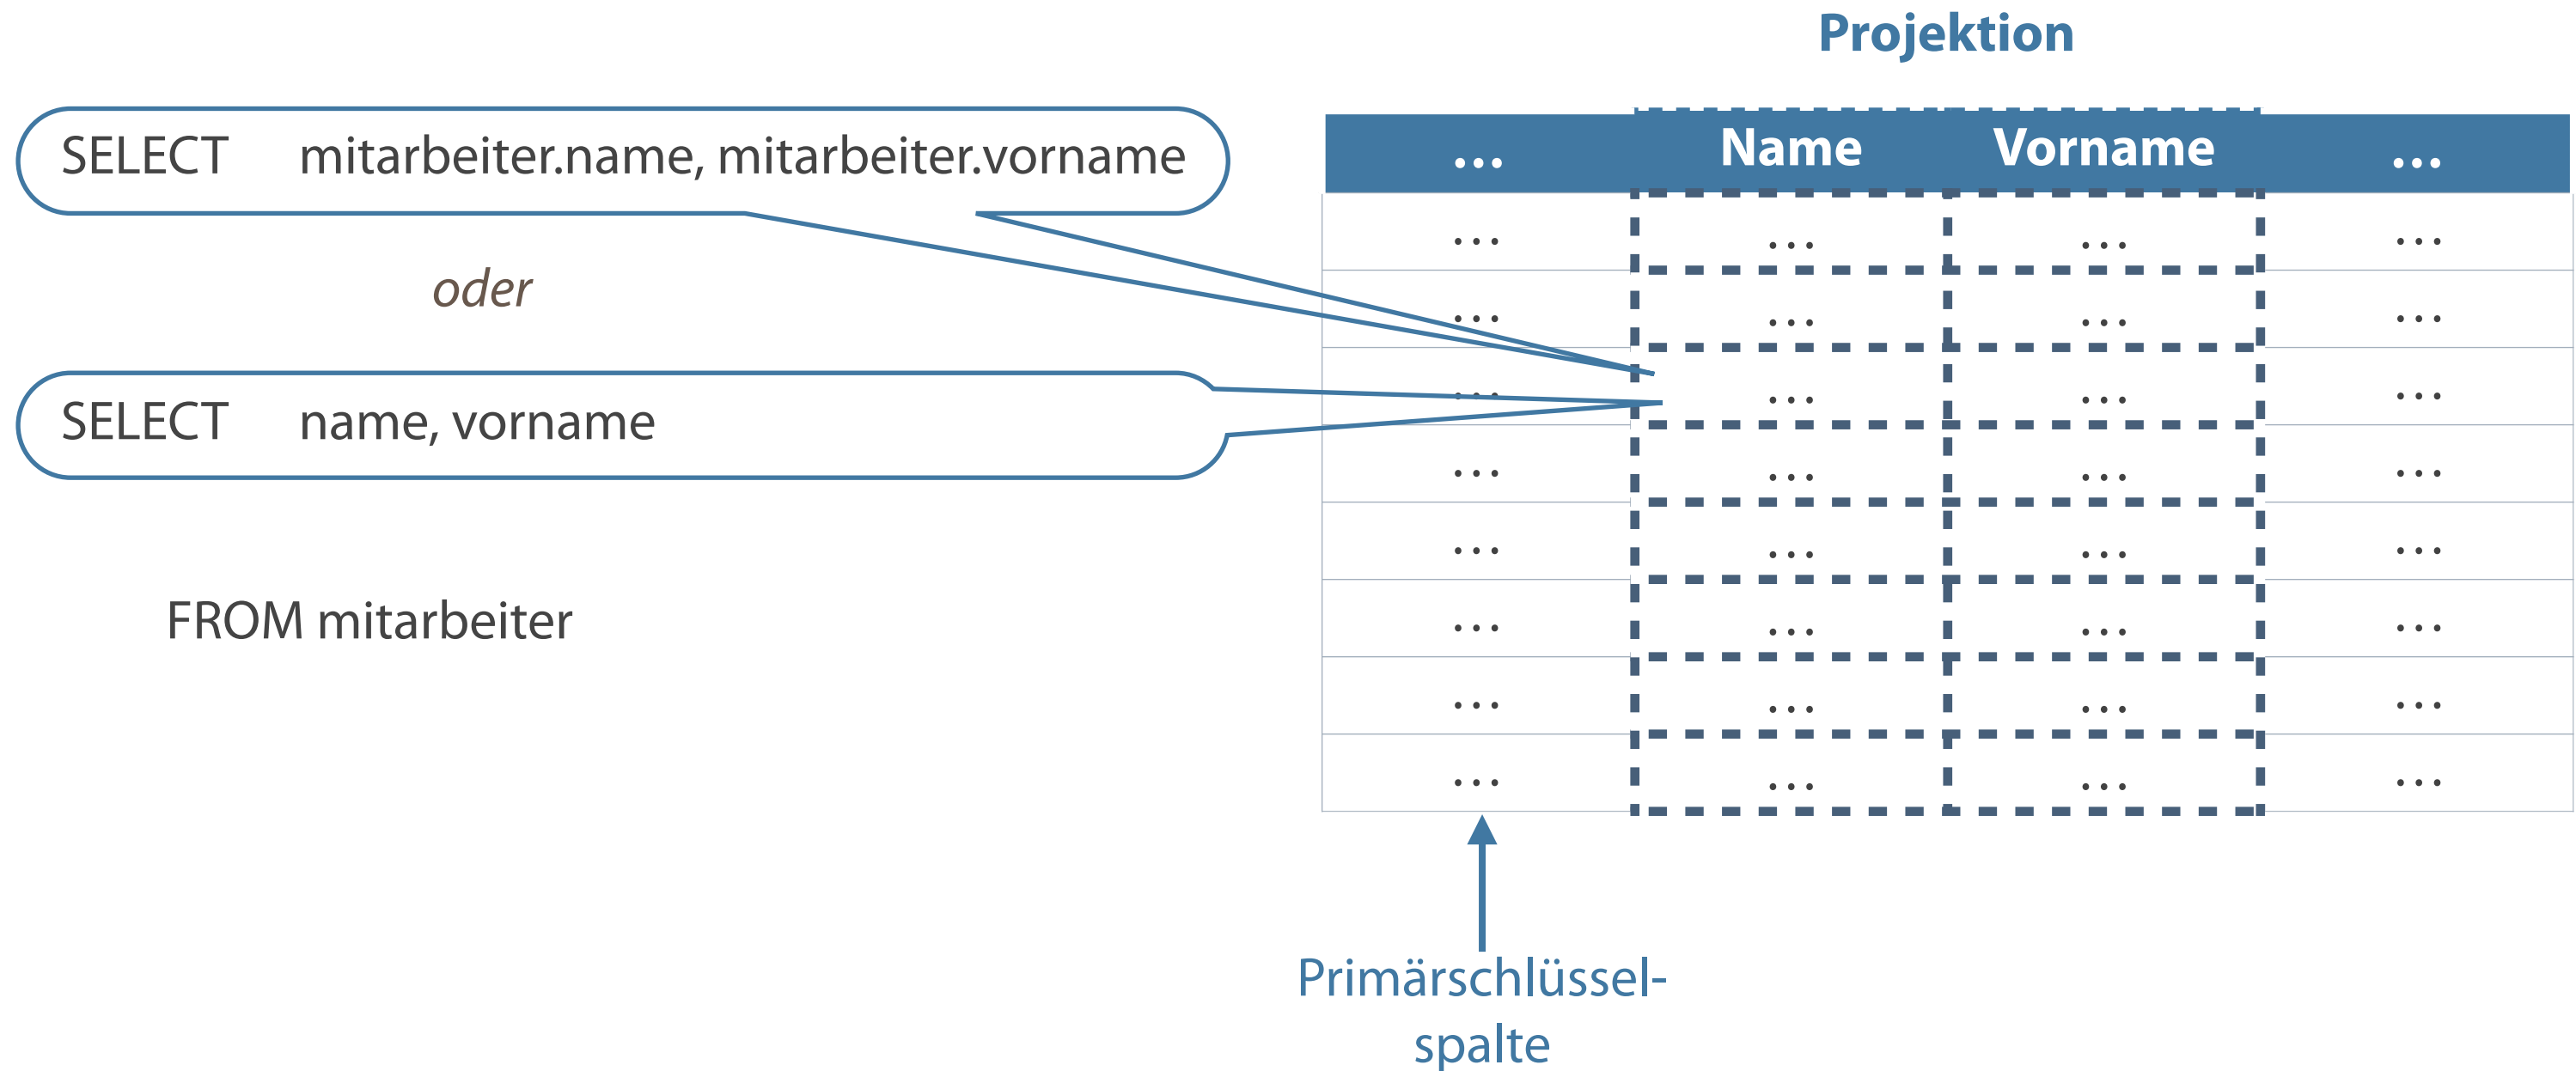 Projektion
SELECT mitarbeiter.name, mitarbeiter.vorname
oder
SELECT name, vorname
FROM mitarbeiter
... Name Vorname ...
... ... ... ...
... ... ... ...
... ... ... ...
... ... ... ...
... ... ... ...
... ... ... ...
... ... ... ...
... ... ... ...
Primärschlüssel-
spalte